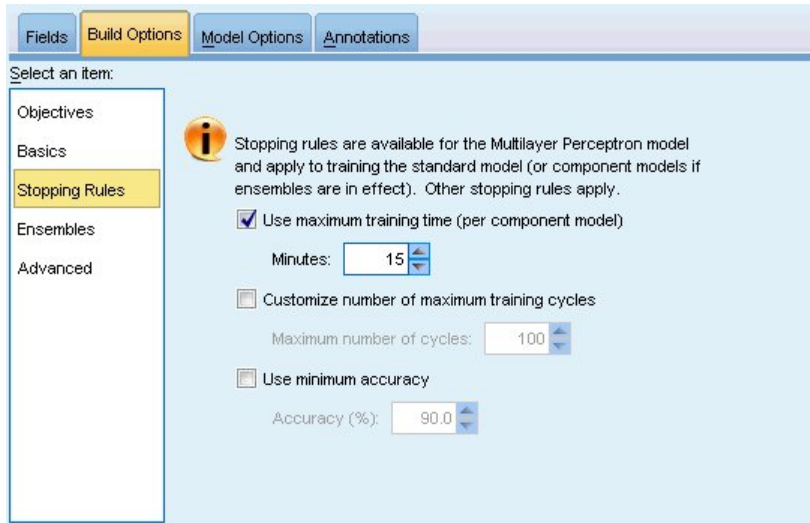 Fields Build Options Model Options Annotations
Select an item:
Objectives
Basics
Stopping Rules
Ensembles
Advanced
Stopping rules are available for the Multilayer Perceptron model
and apply to training the standard model (or component models if
ensembles are in effect). Other stopping rules apply.
Use maximum training time (per component model)
Minutes: 15
Customize number of maximum training cycles
Maximum number of cycles: 100
Use minimum accuracy
Accuracy (%): 90.0